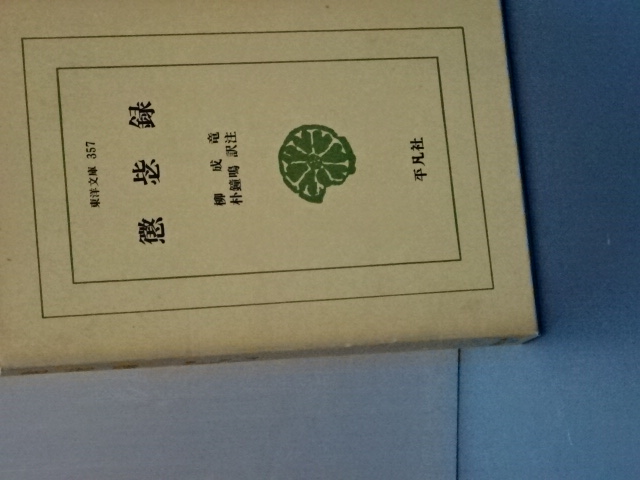 東洋文庫 357
懲毖録
柳成竜
朴鐘鳴 訳注
平凡社